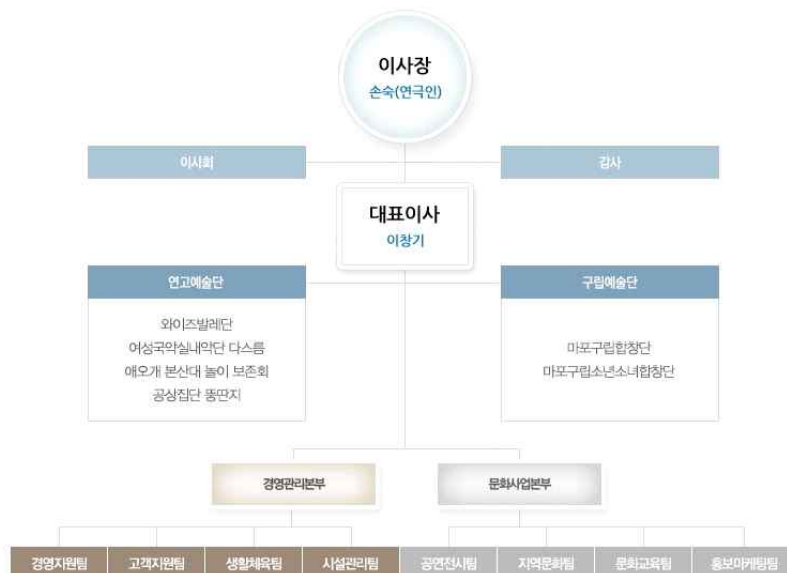 이사장
손숙(연극인)
이사회
감사
대표이사
이창기
연고예술단
와이즈발레단
여성국악실내악단 다스름
애오개 본산대 놀이 보존회
공상집단 뚱딴지
구립예술단
마포구립합창단
마포구립소년소녀합창단
경영관리본부
문화사업본부
경영지원팀
고객지원팀
생활체육팀
시설관리팀
공연전시팀
지역문화팀
문화교육팀
홍보마케팅팀